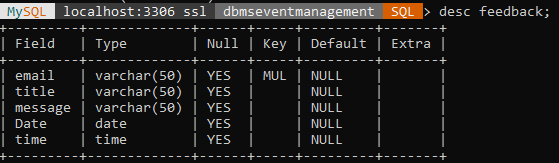 MySQL localhost:3306 ssl dbmseventmanagement SQL > desc feedback;
+---------+-------------+------+-----+---------+-------+
| Field   | Type        | Null | Key | Default | Extra |
+---------+-------------+------+-----+---------+-------+
| email   | varchar(50) | YES  | MUL | NULL    |       |
| title   | varchar(50) | YES  |     | NULL    |       |
| message | varchar(50) | YES  |     | NULL    |       |
| Date    | date        | YES  |     | NULL    |       |
| time    | time        | YES  |     | NULL    |       |
+---------+-------------+------+-----+---------+-------+